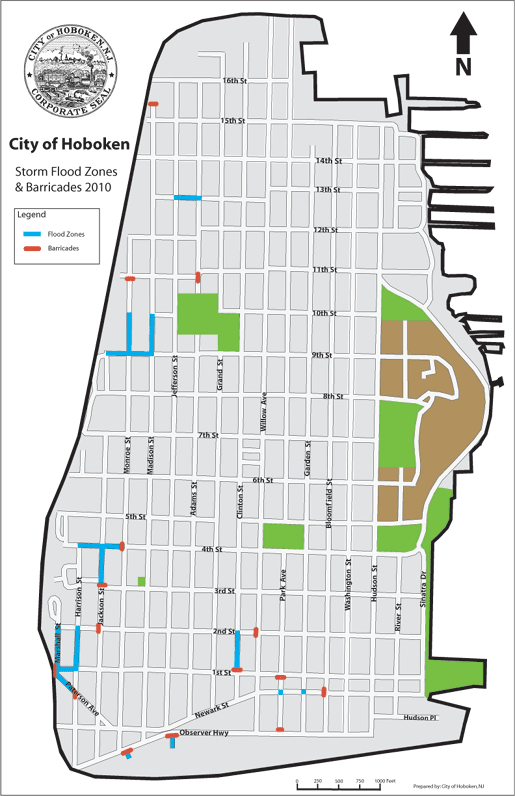 CITY OF HOBOKEN, NJ
CORPORATE SEAL
City of Hoboken
Storm Flood Zones
& Barricades 2010
Legend
Flood Zones
Barricades
N
16th St
15th St
14th St
13th St
12th St
11th St
10th St
9th St
8th St
7th St
6th St
5th St
4th St
3rd St
2nd St
1st St
Jefferson St
Grand St
Willow Ave
Monroe St
Madison St
Garden St
Adams St
Clinton St
Bloomfield St
Harrison St
Jackson St
Park Ave
Washington St
Hudson St
River St
Sinatra Dr
Marshall St
Paterson Ave
Newark St
Observer Hwy
Hudson Pl
0 250 500 750 1000 Feet
Prepared by: City of Hoboken, NJ